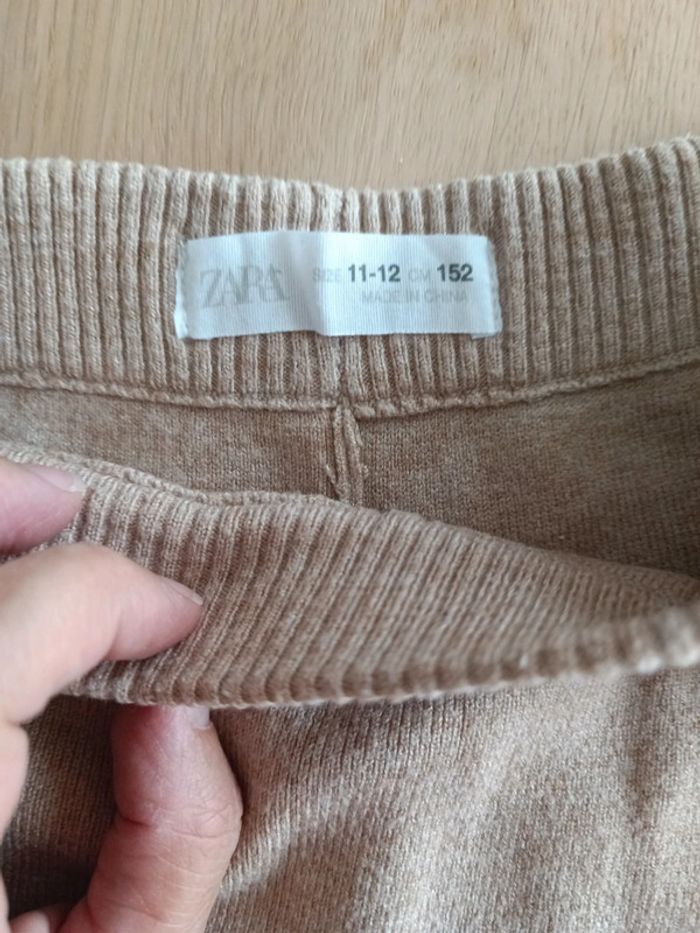 ZARA SIZE 11-12 CM 152
MADE IN CHINA